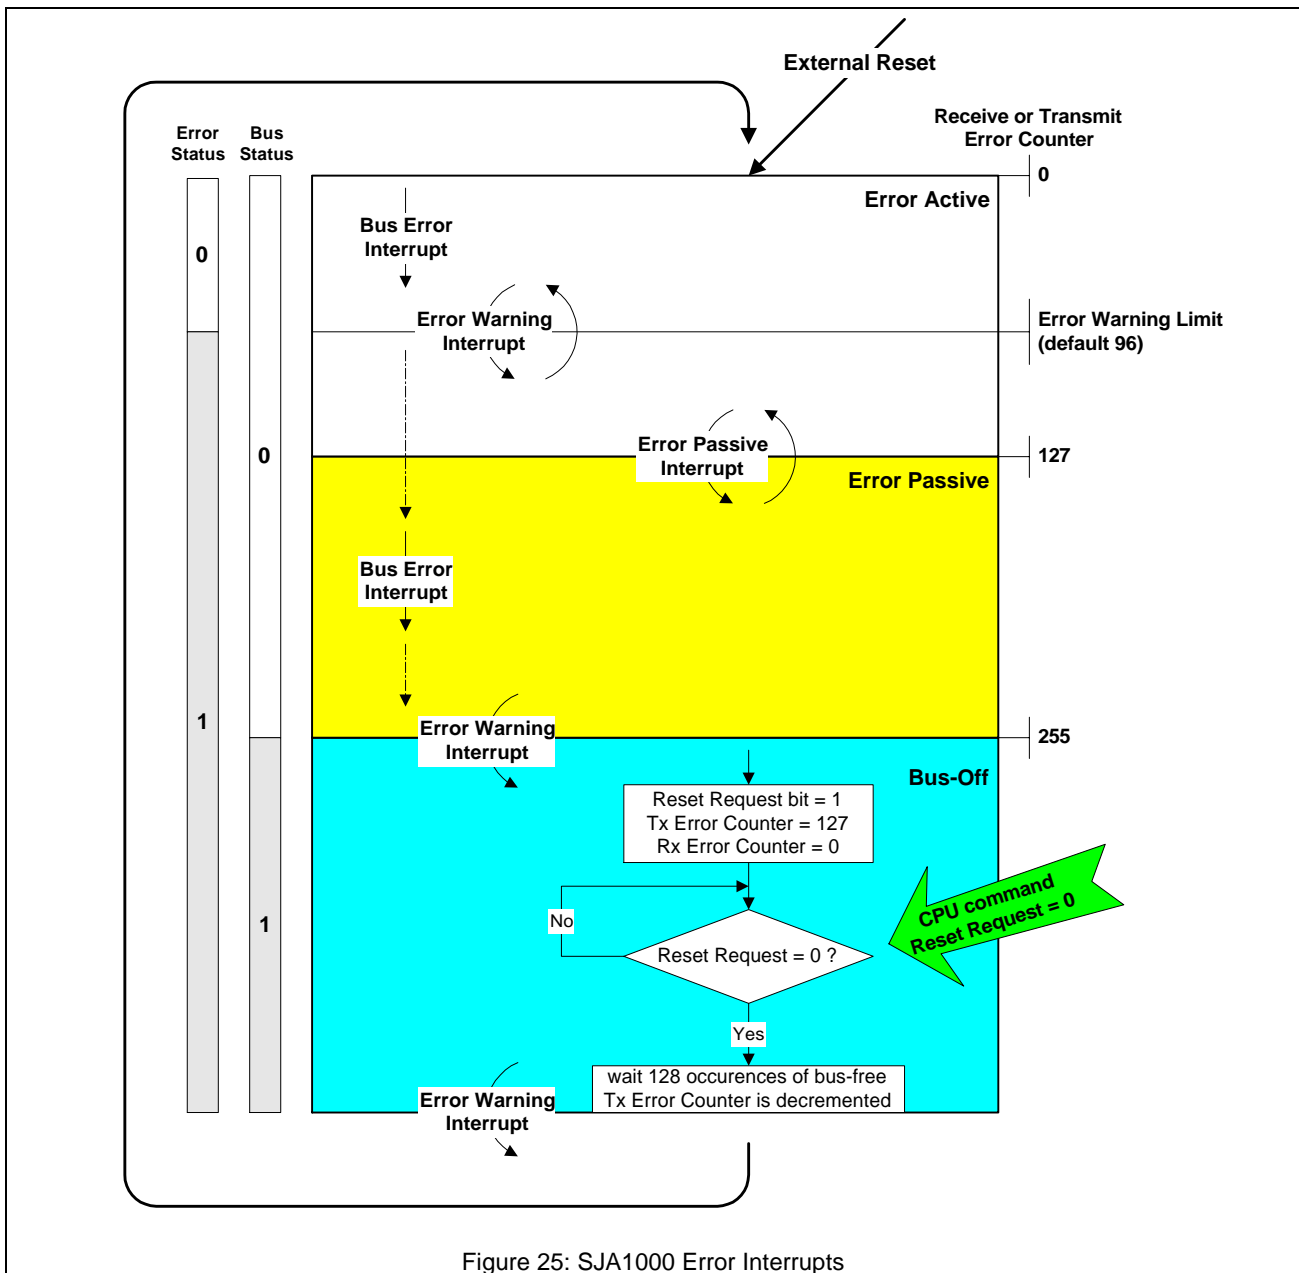 External Reset
Receive or Transmit
Error Counter
Error
Status
Bus
Status
0
Error Active
Bus Error
Interrupt
0
Error Warning
Interrupt
Error Warning Limit
(default 96)
0
Error Passive
Interrupt
127
Error Passive
Bus Error
Interrupt
1
Error Warning
Interrupt
255
Bus-Off
Reset Request bit = 1
Tx Error Counter = 127
Rx Error Counter = 0
CPU command
Reset Request = 0
1
No
Reset Request = 0 ?
Yes
wait 128 occurences of bus-free
Tx Error Counter is decremented
Error Warning
Interrupt
Figure 25: SJA1000 Error Interrupts